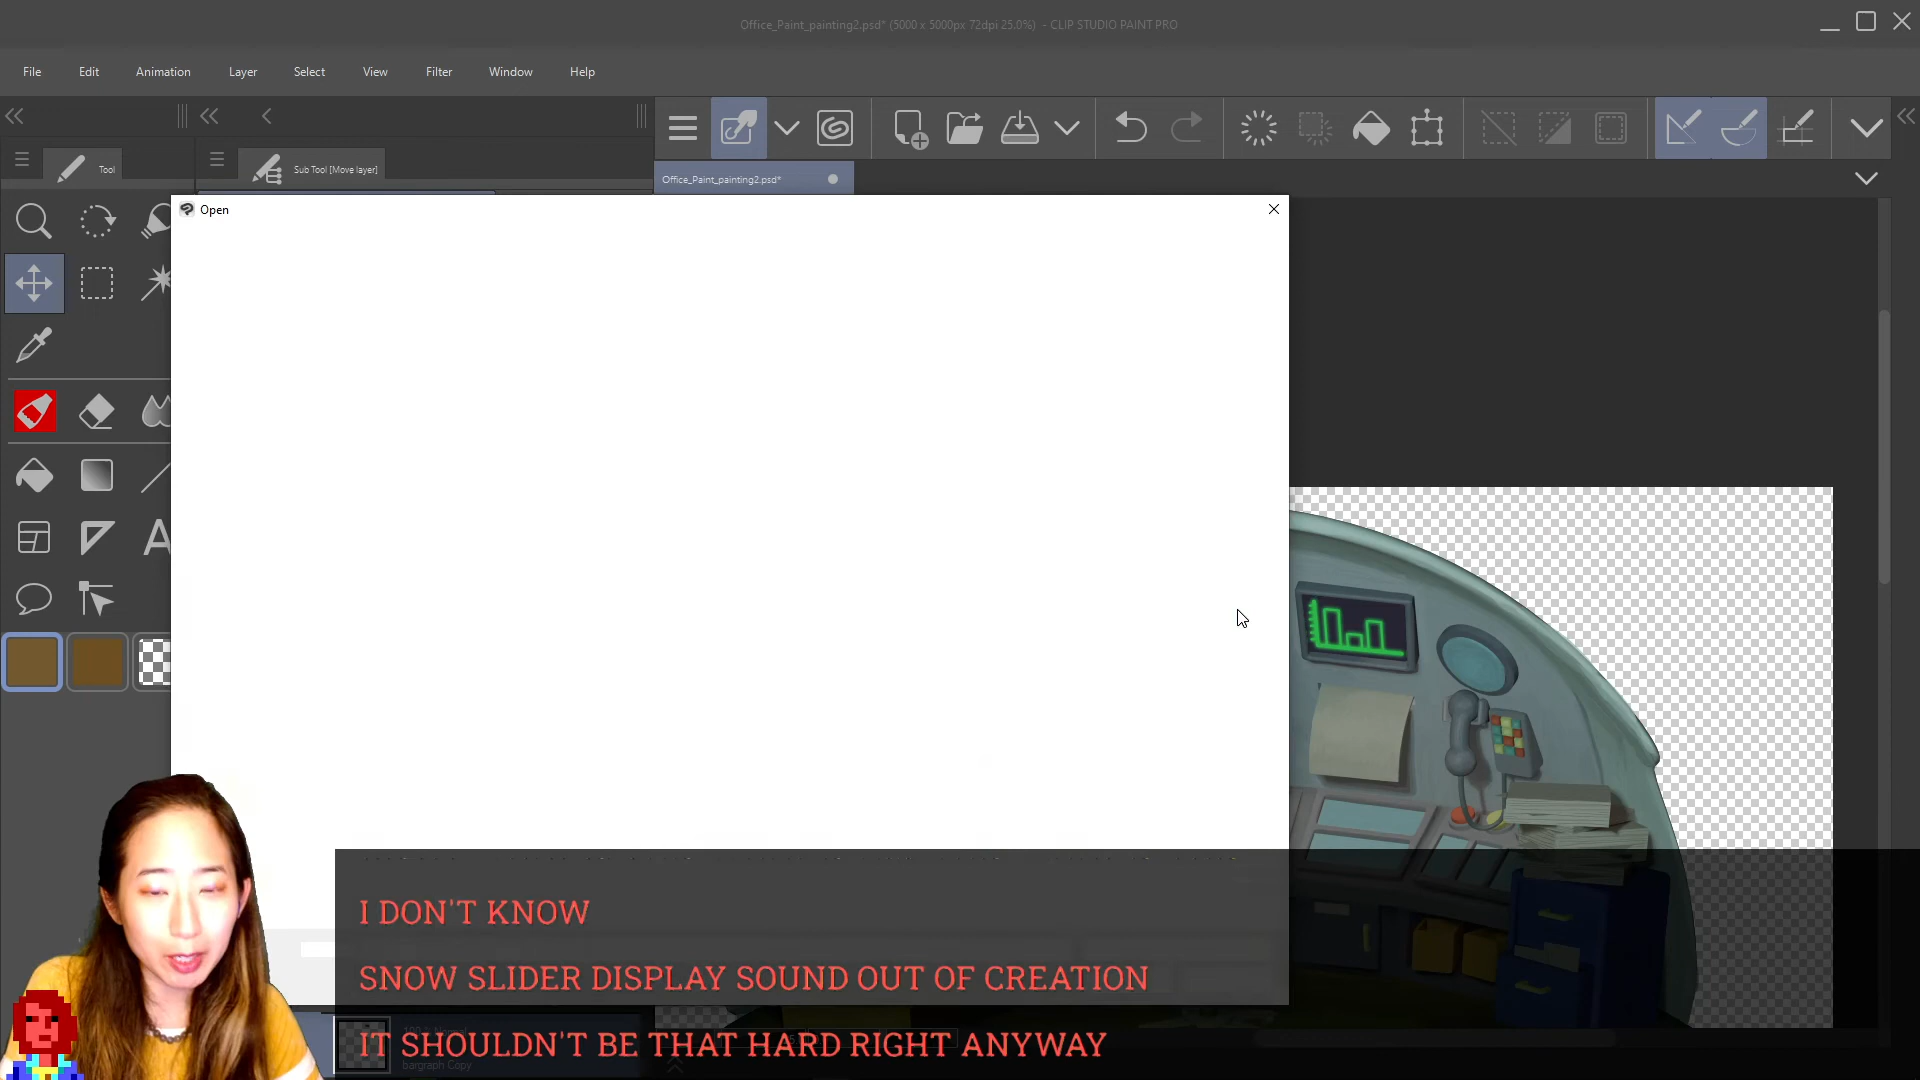 Office_Paint_painting2.psd* (5000 x 5000px 72dpi 25.0%) - CLIP STUDIO PAINT PRO
File Edit Animation Layer Select View Filter Window Help
Tool
Sub Tool [Move layer]
Office_Paint_painting2.psd*
Open
A
I DON'T KNOW
SNOW SLIDER DISPLAY SOUND OUT OF CREATION
IT SHOULDN'T BE THAT HARD RIGHT ANYWAY
bargraph Copy